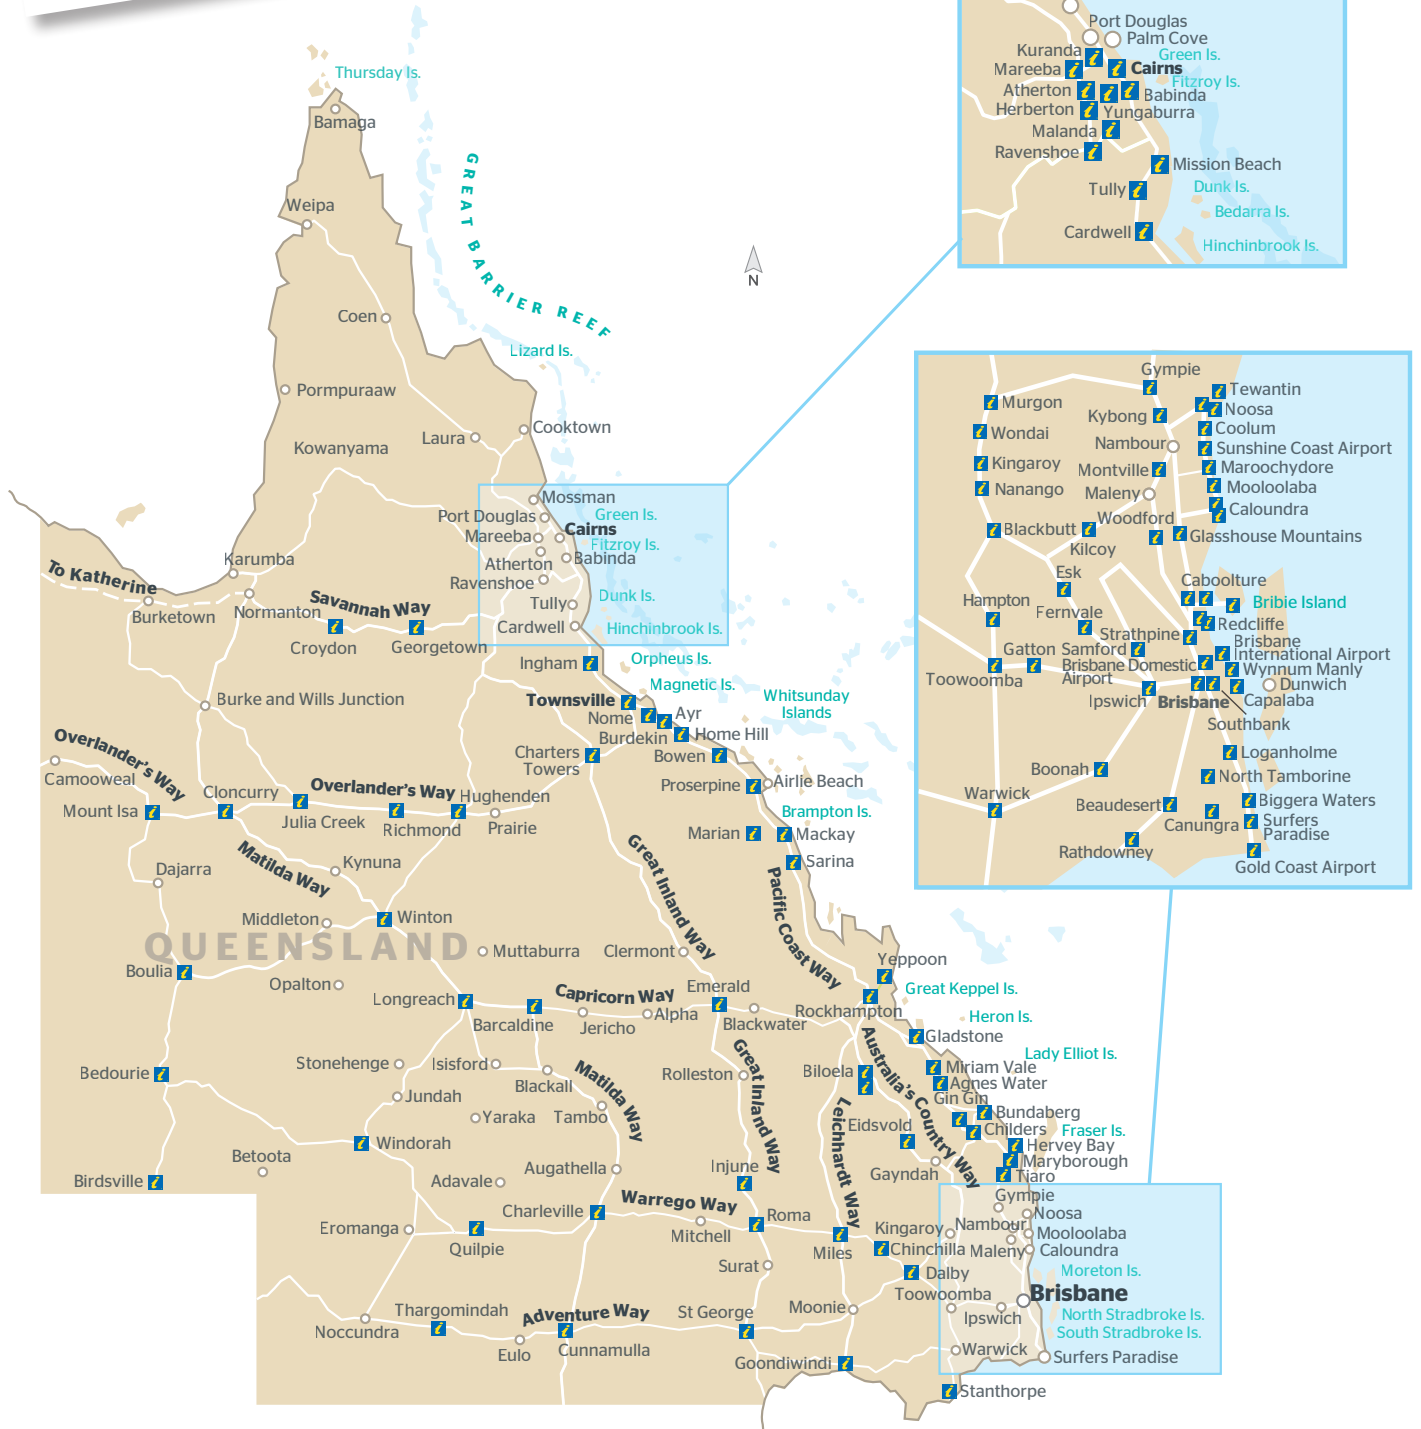 Port Douglas
Palm Cove
Kuranda
Green Is.
Mareeba
Cairns
Fitzroy Is.
Atherton
Babinda
Herberton
Yungaburra
Malanda
Ravenshoe
Mission Beach
Tully
Dunk Is.
Bedarra Is.
Cardwell
Hinchinbrook Is.
Thursday Is.
Bamaga
GREAT BARRIER REEF
Weipa
N
Coen
Lizard Is.
Pormpuraaw
Cooktown
Laura
Kowanyama
Mossman
Port Douglas
Green Is.
Cairns
Mareeba
Fitzroy Is.
Babinda
Atherton
Ravenshoe
Karumba
To Katherine
Burketown
Normanton
Savannah Way
Croydon
Georgetown
Tully
Dunk Is.
Cardwell
Hinchinbrook Is.
Ingham
Orpheus Is.
Magnetic Is.
Townsville
Nome
Ayr
Burdekin
Home Hill
Whitsunday
Islands
Burke and Wills Junction
Charters
Towers
Bowen
Overlander's Way
Camooweal
Mount Isa
Cloncurry
Julia Creek
Overlander's Way
Richmond
Hughenden
Prairie
Proserpine
Airlie Beach
Brampton Is.
Marian
Mackay
Sarina
Matilda Way
Kynuna
Dajarra
Great Inland Way
Pacific Coast Way
Middleton
Winton
QUEENSLAND
Muttaburra
Clermont
Boulia
Opalton
Longreach
Barcaldine
Capricorn Way
Jericho
Alpha
Emerald
Blackwater
Yeppoon
Rockhampton
Great Keppel Is.
Heron Is.
Gladstone
Stonehenge
Isisford
Blackall
Matilda Way
Rolleston
Great Inland Way
Biloela
Australia's Country Way
Lady Elliot Is.
Miriam Vale
Agnes Water
Gin Gin
Bundaberg
Childers
Fraser Is.
Hervey Bay
Maryborough
Tiaro
Bedourie
Jundah
Yaraka
Tambo
Leichhardt Way
Eidsvold
Gayndah
Windorah
Betoota
Birdsville
Adavale
Augathella
Injune
Eromanga
Quilpie
Charleville
Warrego Way
Mitchell
Roma
Miles
Chinchilla
Surat
Dalby
Kingaroy
Gympie
Noosa
Nambour
Mooloolaba
Maleny
Caloundra
Moreton Is.
Toowoomba
Brisbane
Ipswich
North Stradbroke Is.
South Stradbroke Is.
Warwick
Surfers Paradise
Noccundra
Thargomindah
Eulo
Adventure Way
Cunnamulla
St George
Moonie
Goondiwindi
Stanthorpe
Gympie
Murgon
Tewantin
Kybong
Noosa
Wondai
Coolum
Nambour
Sunshine Coast Airport
Kingaroy
Montville
Maroochydore
Nanango
Maleny
Mooloolaba
Caloundra
Blackbutt
Woodford
Kilcoy
Glasshouse Mountains
Esk
Caboolture
Bribie Island
Hampton
Fernvale
Redcliffe
Strathpine
Brisbane
International Airport
Gatton
Samford
Brisbane Domestic
Airport
Wynnum Manly
Toowoomba
Dunwich
Ipswich
Brisbane
Capalaba
Southbank
Loganholme
Boonah
North Tamborine
Warwick
Beaudesert
Biggera Waters
Canungra
Surfers
Paradise
Rathdowney
Gold Coast Airport